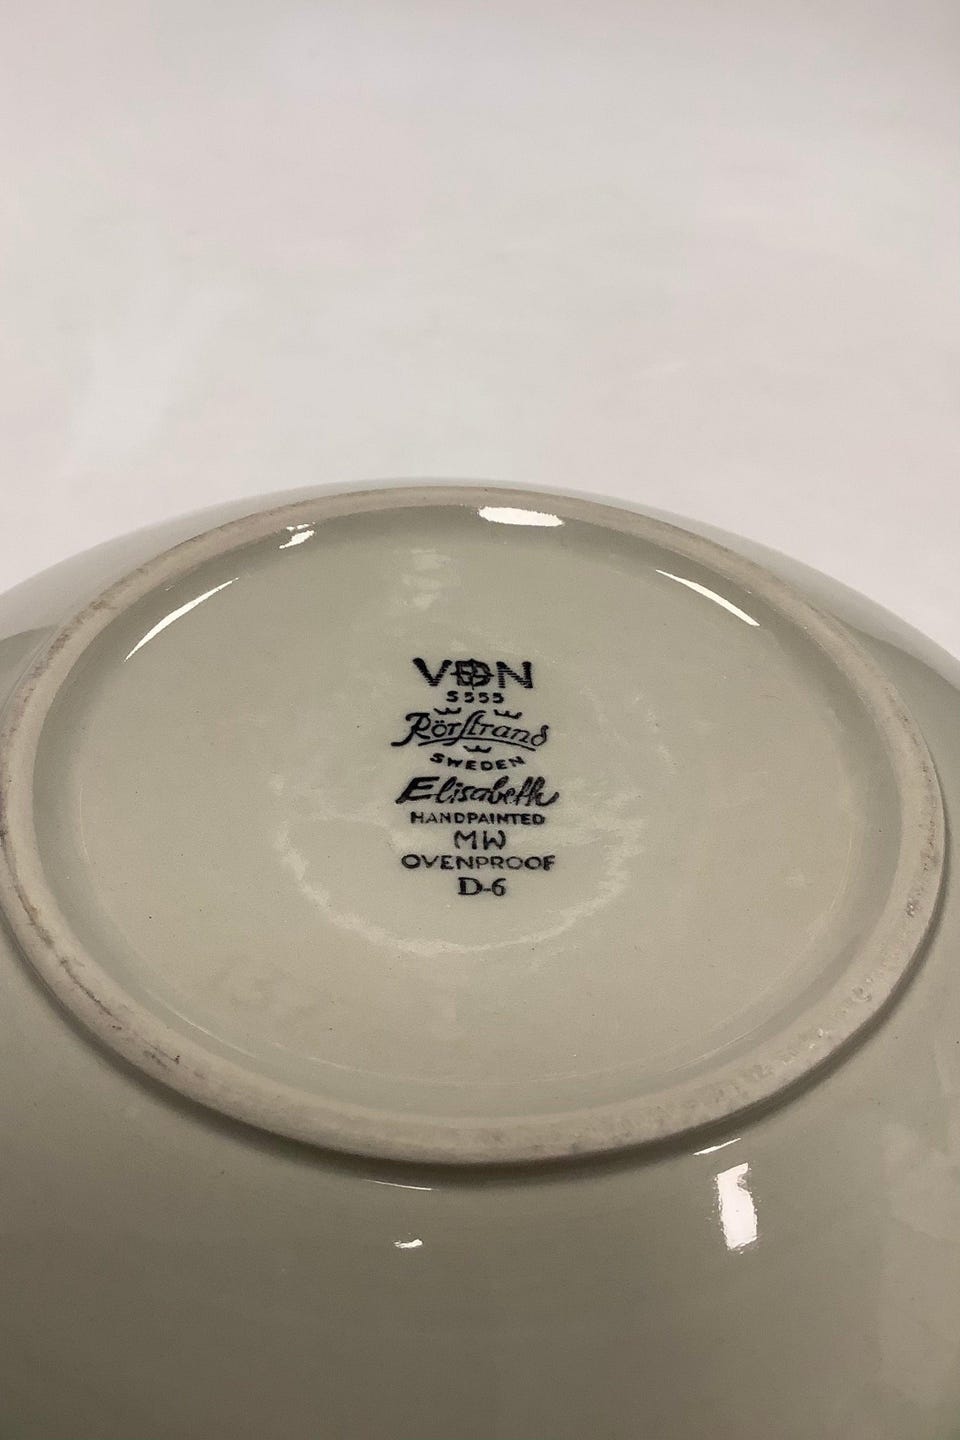 VDN
S555
Rörstrand
SWEDEN
Elisabeth
HANDPAINTED
MW
OVENPROOF
D-6